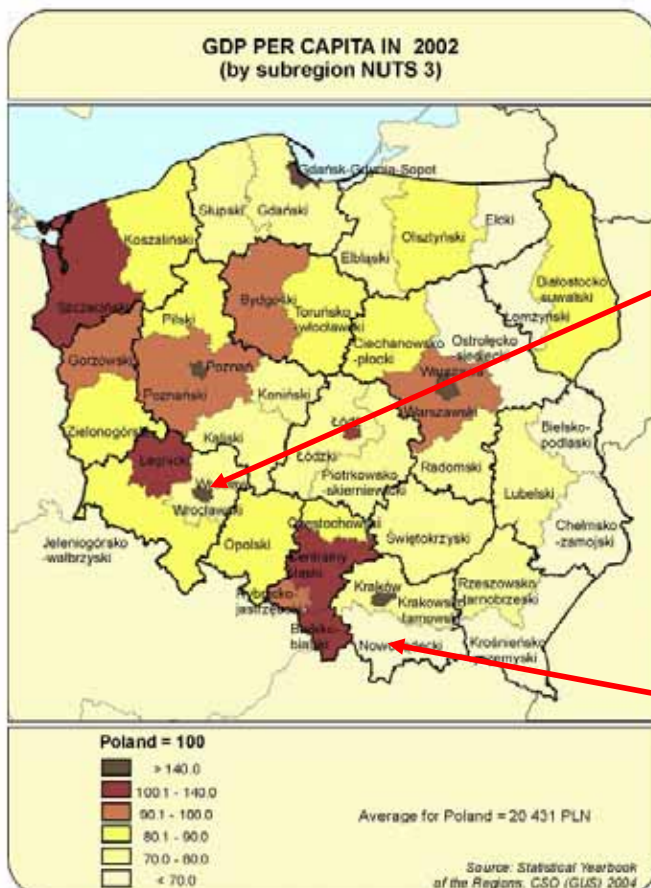 GDP PER CAPITA IN 2002
(by subregion NUTS 3)
Gdańsk-Gdynia-Sopot
Słupski
Gdański
Koszaliński
Elbląski
Olsztyński
Ełcki
Szczeciński
Bydgoski
Toruńsko
-włocławski
Białostocko
suwalski
Łomżyński
Pilski
Ciechanowsko
-płocki
Ostrołęcko
-siedlecki
Gorzowski
Poznań
Poznański
Koniński
Warszawa
Warszawski
Zielonogórski
Kaliski
Łódź
Łódzki
Bielsko-
podlaski
Legnicki
Piotrkowsko
-skierniewicki
Radomski
Lubelski
Wrocławski
Jeleniogórsko
-wałbrzyski
Opolski
Częstochowski
Świętokrzyski
Chełmsko
-zamojski
Centralny
śląski
Rybnicko-
jastrzębski
Kraków
Krakowsko
-tarnowski
Rzeszowsko
-tarnobrzeski
Bielsko-
bialski
Nowosądecki
Krośnieńsko
-przemyski
Poland = 100
> 140.0
100.1 - 140.0
90.1 - 100.0
80.1 - 90.0
70.0 - 80.0
< 70.0
Average for Poland = 20 431 PLN
Source: Statistical Yearbook
of the Regions, CSO (GUS) 2004